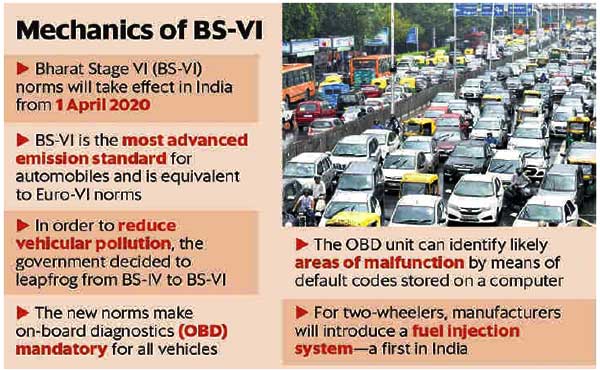 Mechanics of BS-VI
▶ Bharat Stage VI (BS-VI)
norms will take effect in India
from 1 April 2020
▶ BS-VI is the most advanced
emission standard for
automobiles and is equivalent
to Euro-VI norms
▶ In order to reduce
vehicular pollution, the
government decided to
leapfrog from BS-IV to BS-VI
▶ The new norms make
on-board diagnostics (OBD)
mandatory for all vehicles
▶ The OBD unit can identify likely
areas of malfunction by means of
default codes stored on a computer
▶ For two-wheelers, manufacturers
will introduce a fuel injection
system—a first in India